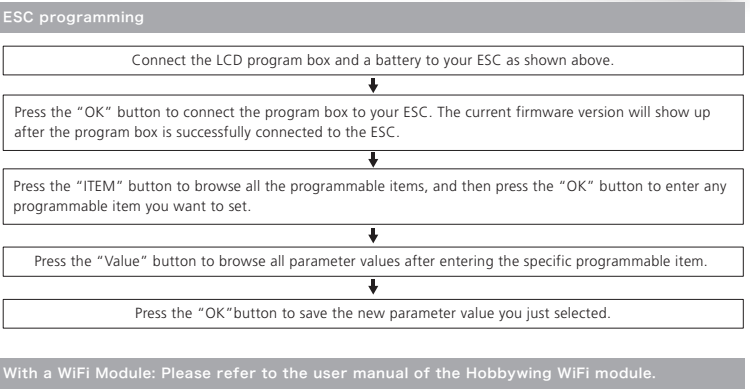 ESC programming
Connect the LCD program box and a battery to your ESC as shown above.
Press the “OK” button to connect the program box to your ESC. The current firmware version will show up
after the program box is successfully connected to the ESC.
Press the “ITEM” button to browse all the programmable items, and then press the “OK” button to enter any
programmable item you want to set.
Press the “Value” button to browse all parameter values after entering the specific programmable item.
Press the “OK”button to save the new parameter value you just selected.
With a WiFi Module: Please refer to the user manual of the Hobbywing WiFi module.